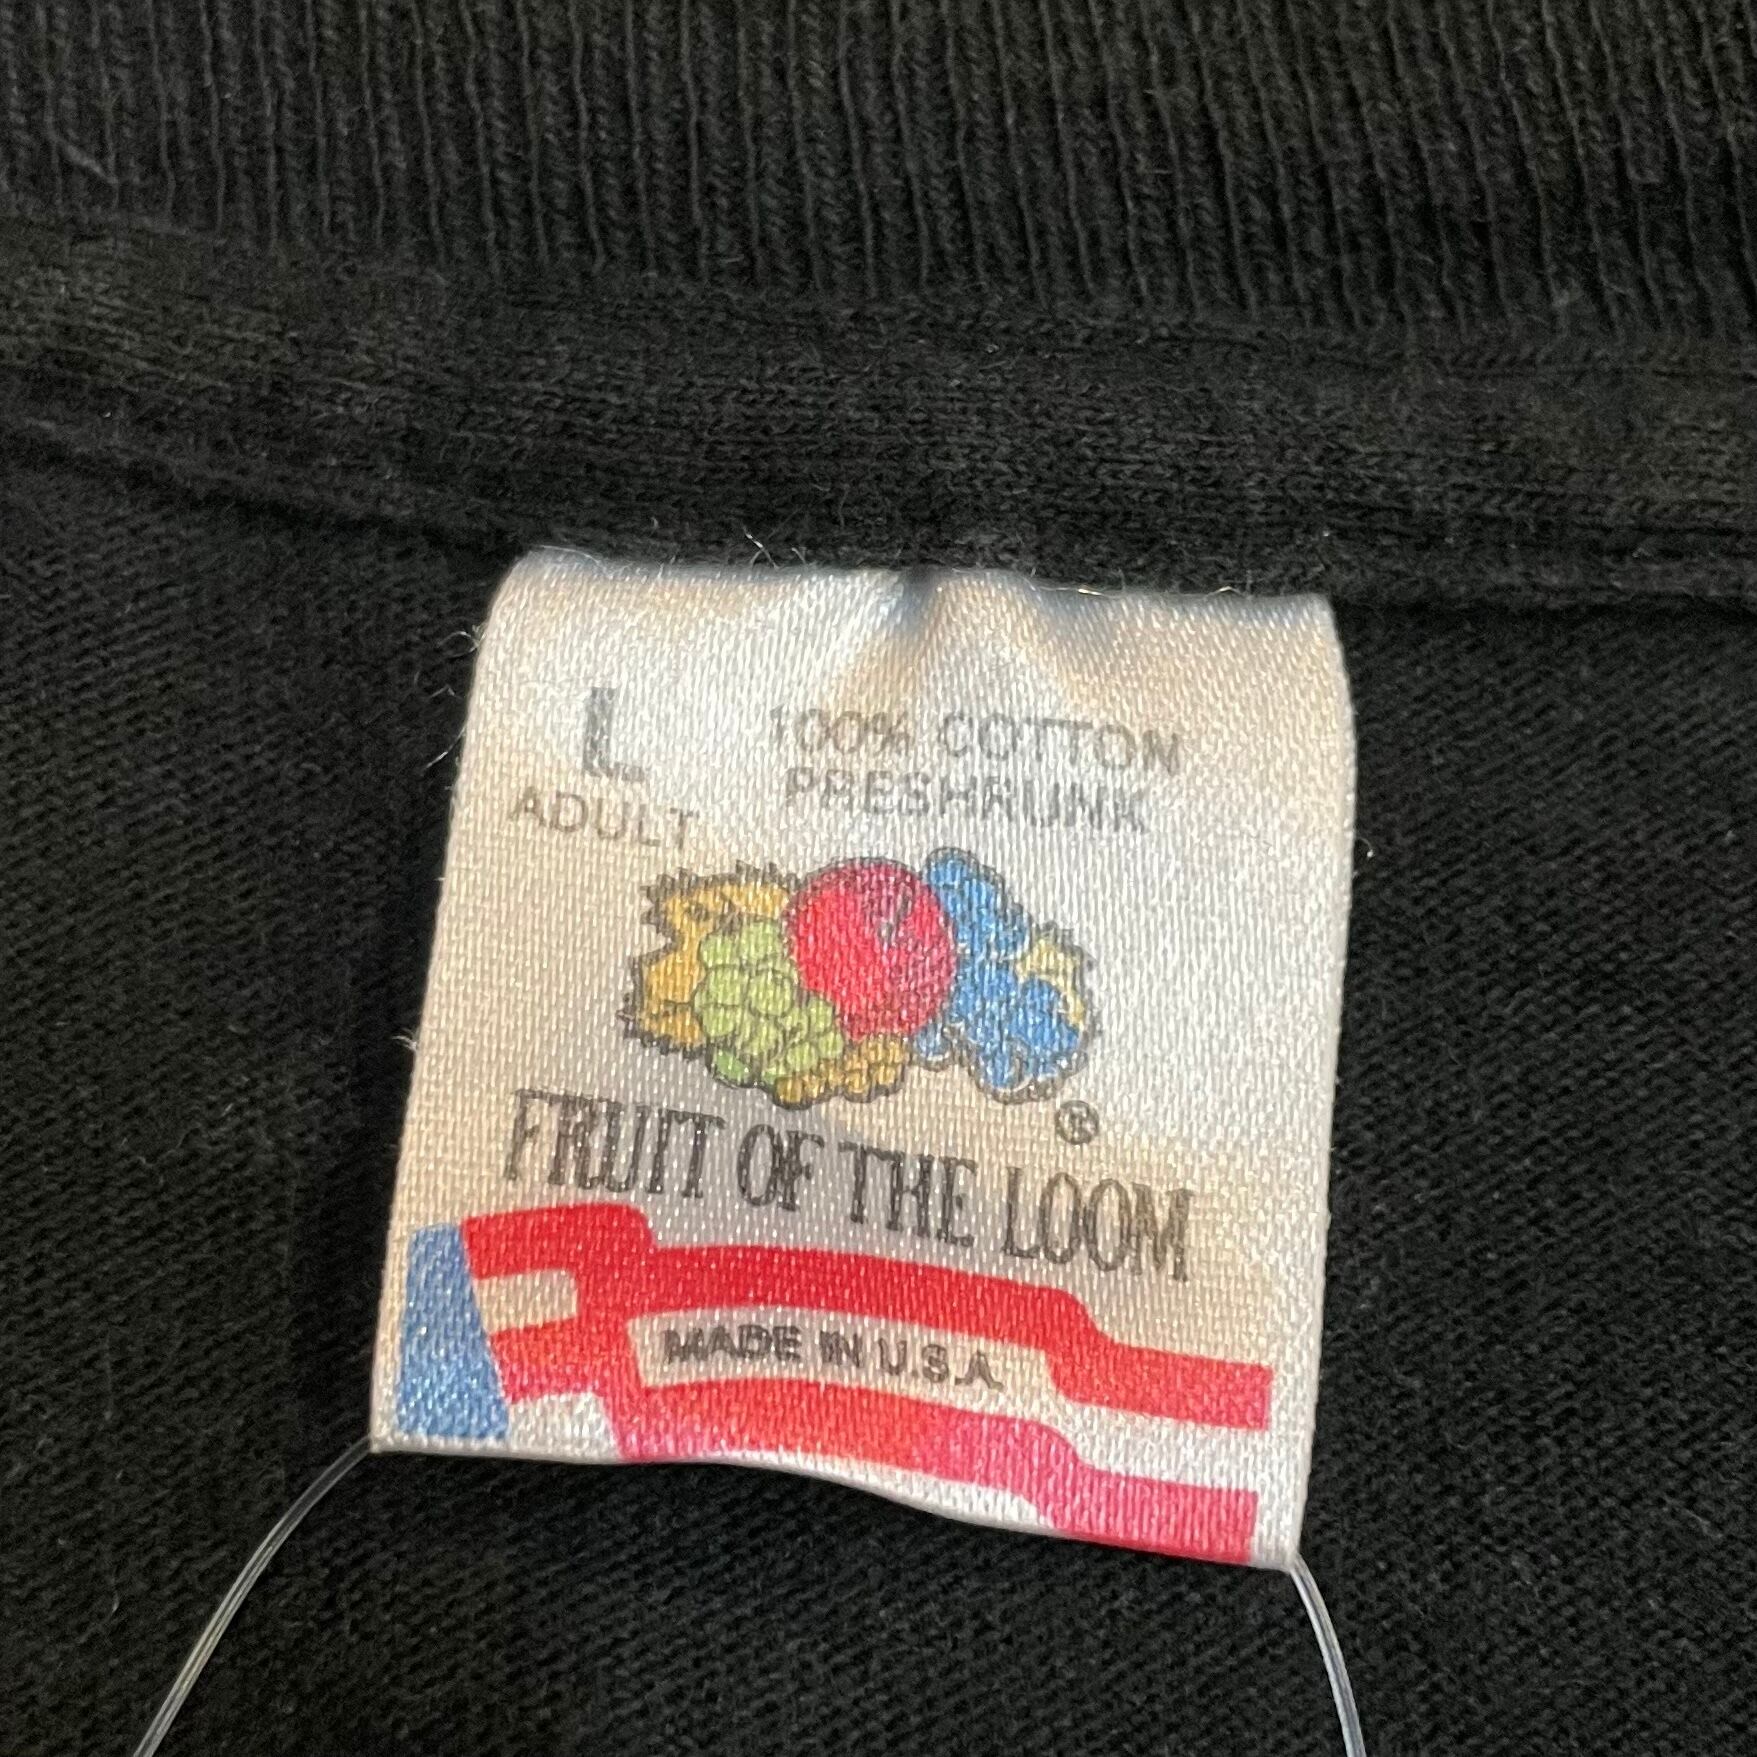 L
ADULT
100% COTTON
PRESHRUNK
®
FRUIT OF THE LOOM
MADE IN U.S.A.